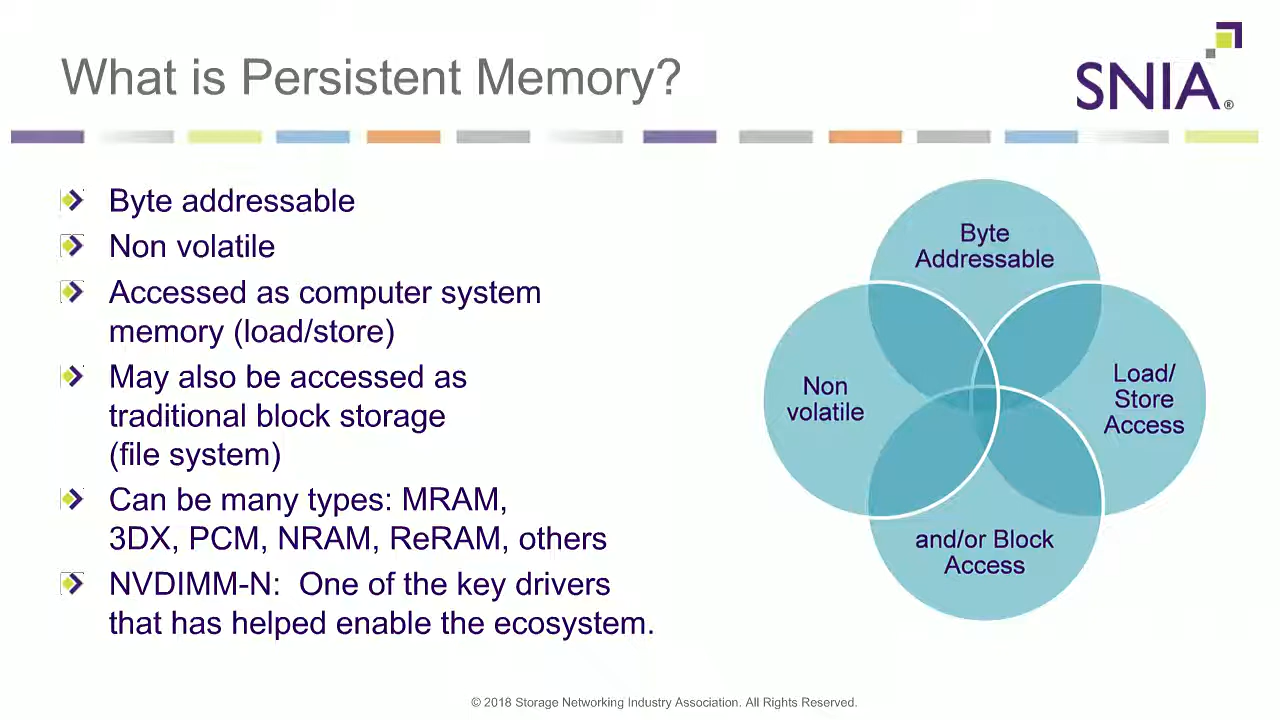 What is Persistent Memory?
SNIA®
Byte addressable
Non volatile
Accessed as computer system
memory (load/store)
May also be accessed as
traditional block storage
(file system)
Can be many types: MRAM,
3DX, PCM, NRAM, ReRAM, others
NVDIMM-N:  One of the key drivers
that has helped enable the ecosystem.
Byte
Addressable
Non
volatile
Load/
Store
Access
and/or Block
Access
© 2018 Storage Networking Industry Association. All Rights Reserved.